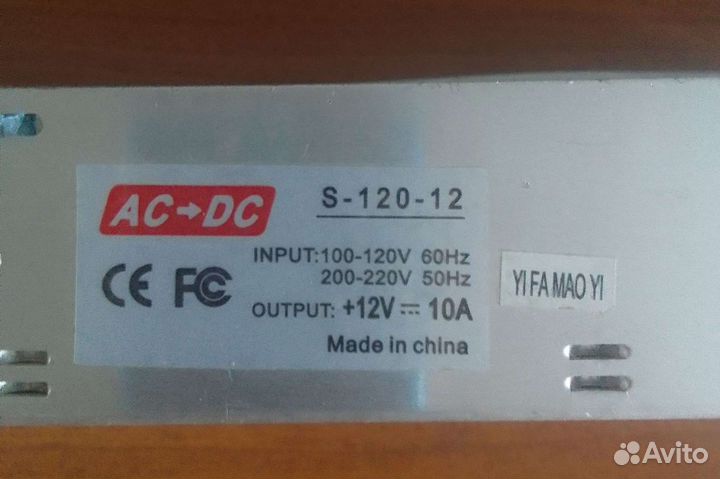 AC→DC
S-120-12
INPUT:100-120V 60Hz
200-220V 50Hz
CE FC
OUTPUT: +12V⎓10A
Made in china
YI FA MAO YI
Avito